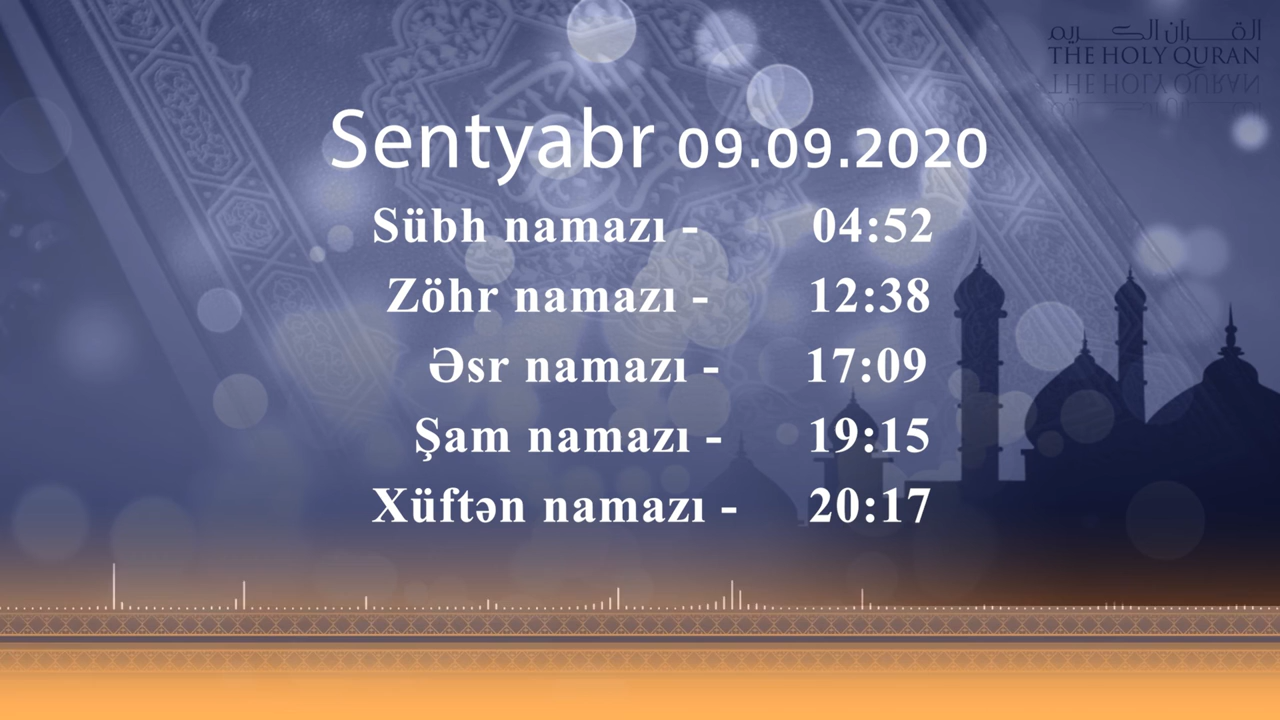 القرآن الكريم
THE HOLY QURAN
Sentyabr 09.09.2020
Sübh namazı - 04:52
Zöhr namazı - 12:38
Əsr namazı - 17:09
Şam namazı - 19:15
Xüftən namazı - 20:17